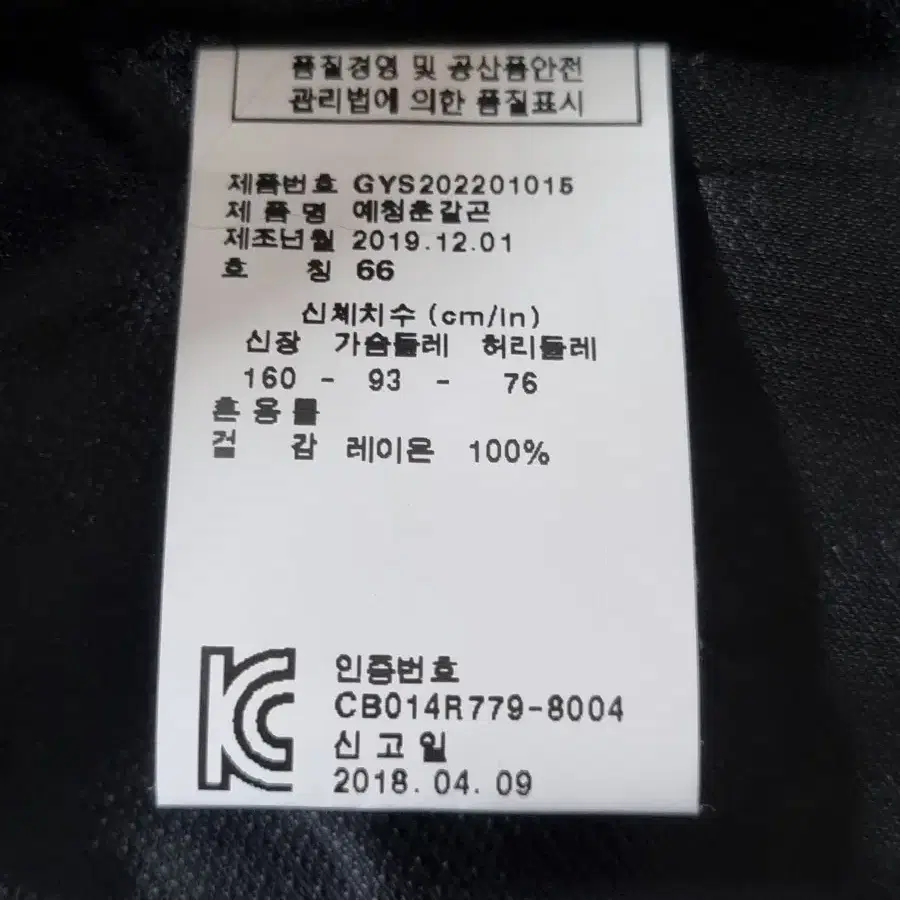 품질경영 및 공산품안전
관리법에 의한 품질표시
제품번호 GYS202201015
제 품 명 예청춘갈곤
제조년월 2019.12.01
호 칭 66
신체치수 (cm/In)
신장 가슴둘레 허리둘레
160 - 93 - 76
혼 용 률
겉 감 레이온 100%
KC 인증번호
CB014R779-8004
신 고 일
2018. 04. 09